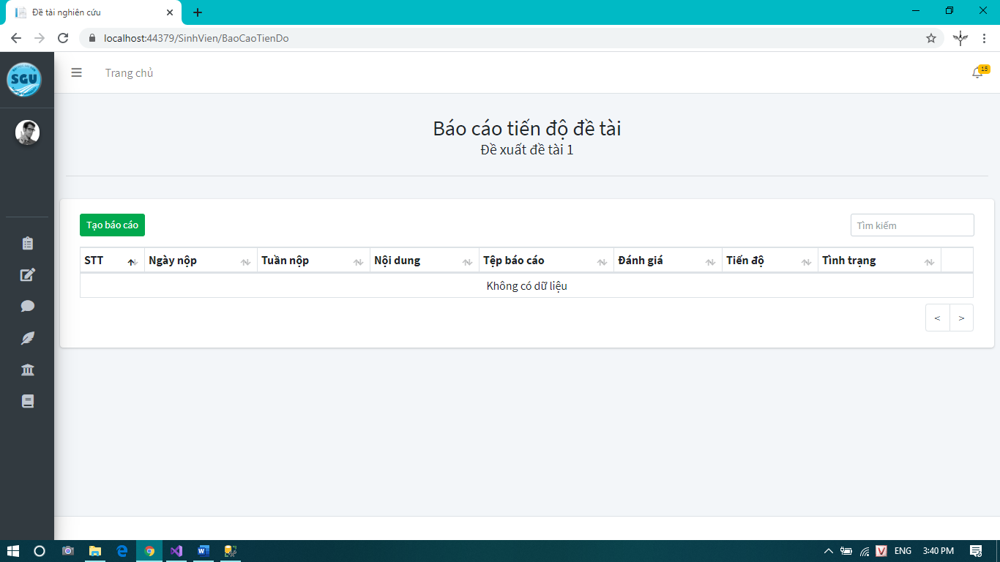 Đề tài nghiên cứu
localhost:44379/SinhVien/BaoCaoTienDo
SGU
Trang chủ
15
Báo cáo tiến độ đề tài
Đề xuất đề tài 1
Tạo báo cáo
Tìm kiếm
STT Ngày nộp Tuần nộp Nội dung Tệp báo cáo Đánh giá Tiến độ Tình trạng
Không có dữ liệu
< >
ENG 3:40 PM